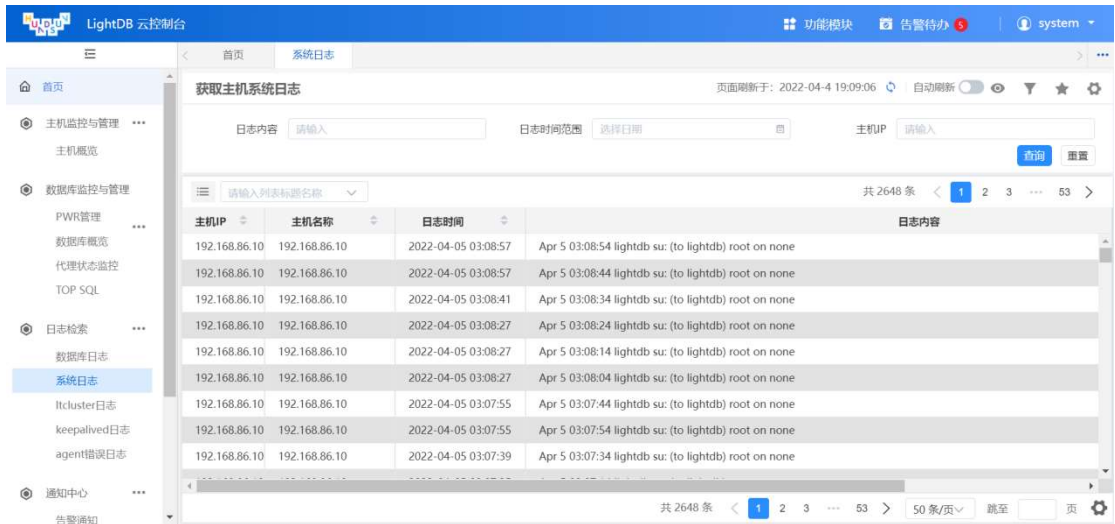 HUNDSUN LightDB 云控制台 功能模块 告警待办 5 system
首页 系统日志
首页
获取主机系统日志 页面刷新于：2022-04-4 19:09:06 自动刷新
主机监控与管理
主机概览
日志内容 请输入 日志时间范围 选择日期 主机IP 请输入
查询 重置
数据库监控与管理
PWR管理
数据库概览
代理状态监控
TOP SQL
日志检索
数据库日志
系统日志
ltcluster日志
keepalived日志
agent错误日志
通知中心
告警通知
请输入列表标题名称 共 2648 条 1 2 3 ··· 53
主机IP 主机名称 日志时间 日志内容
192.168.86.10 192.168.86.10 2022-04-05 03:08:57 Apr 5 03:08:54 lightdb su: (to lightdb) root on none
192.168.86.10 192.168.86.10 2022-04-05 03:08:57 Apr 5 03:08:44 lightdb su: (to lightdb) root on none
192.168.86.10 192.168.86.10 2022-04-05 03:08:41 Apr 5 03:08:34 lightdb su: (to lightdb) root on none
192.168.86.10 192.168.86.10 2022-04-05 03:08:27 Apr 5 03:08:24 lightdb su: (to lightdb) root on none
192.168.86.10 192.168.86.10 2022-04-05 03:08:27 Apr 5 03:08:14 lightdb su: (to lightdb) root on none
192.168.86.10 192.168.86.10 2022-04-05 03:08:27 Apr 5 03:08:04 lightdb su: (to lightdb) root on none
192.168.86.10 192.168.86.10 2022-04-05 03:07:55 Apr 5 03:07:44 lightdb su: (to lightdb) root on none
192.168.86.10 192.168.86.10 2022-04-05 03:07:55 Apr 5 03:07:54 lightdb su: (to lightdb) root on none
192.168.86.10 192.168.86.10 2022-04-05 03:07:39 Apr 5 03:07:34 lightdb su: (to lightdb) root on none
共 2648 条 1 2 3 ··· 53 50 条/页 跳至 页